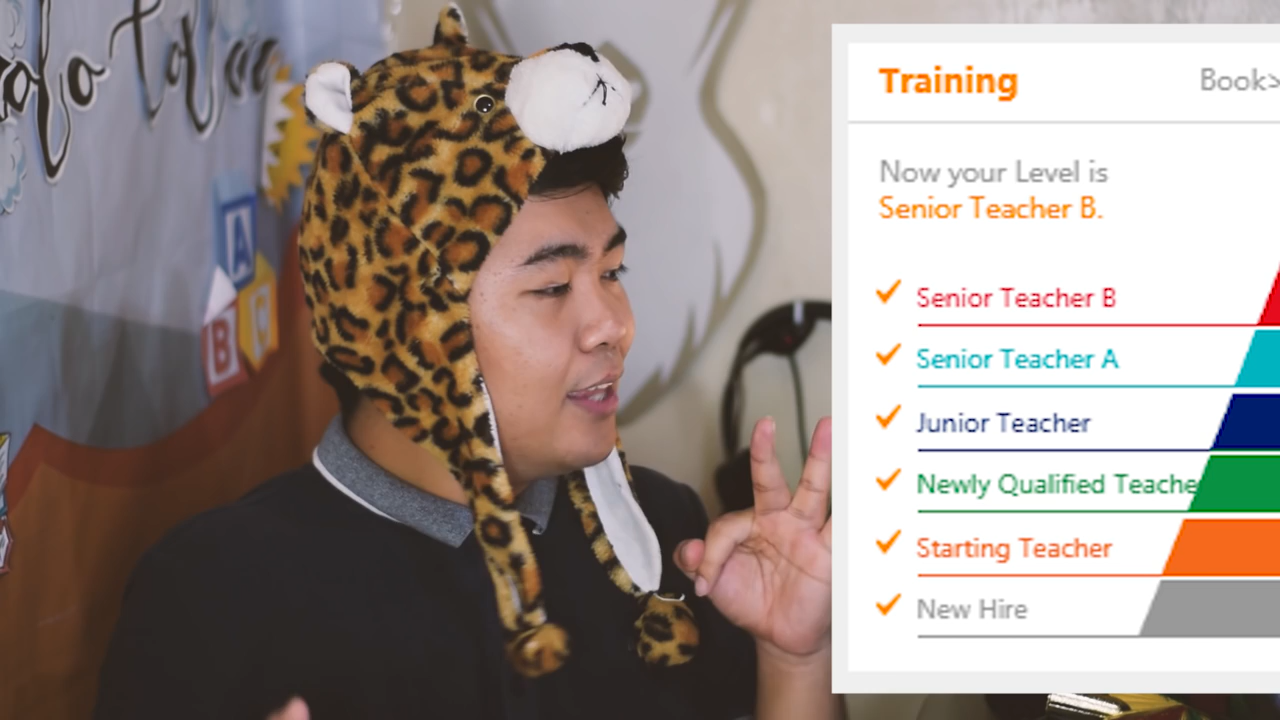 Training
Book>
Now your Level is
Senior Teacher B.
Senior Teacher B
Senior Teacher A
Junior Teacher
Newly Qualified Teache
Starting Teacher
New Hire
A
B